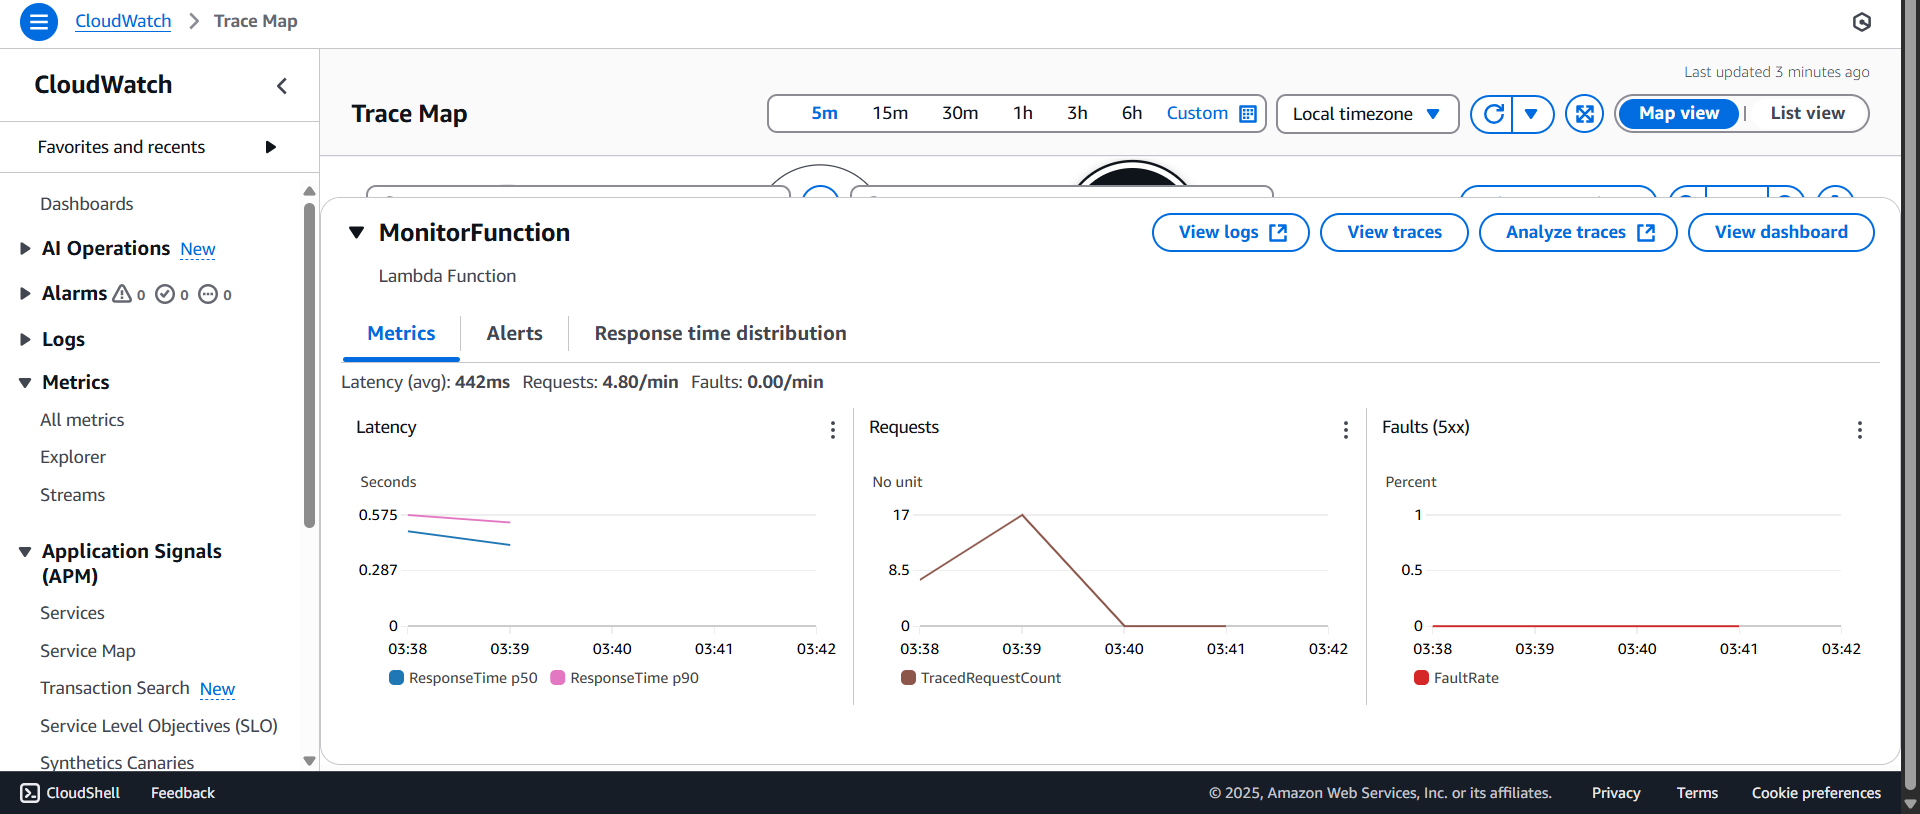 CloudWatch > Trace Map
CloudWatch
Favorites and recents
Dashboards
AI Operations New
Alarms 0 0 0
Logs
Metrics
All metrics
Explorer
Streams
Application Signals
(APM)
Services
Service Map
Transaction Search New
Service Level Objectives (SLO)
Synthetics Canaries
Last updated 3 minutes ago
Trace Map
5m 15m 30m 1h 3h 6h Custom
Local timezone
Map view | List view
MonitorFunction
View logs
View traces
Analyze traces
View dashboard
Lambda Function
Metrics
Alerts
Response time distribution
Latency (avg): 442ms Requests: 4.80/min Faults: 0.00/min
Latency
Seconds
0.575
0.287
0
03:38 03:39 03:40 03:41 03:42
ResponseTime p50 ResponseTime p90
Requests
No unit
17
8.5
0
03:38 03:39 03:40 03:41 03:42
TracedRequestCount
Faults (5xx)
Percent
1
0.5
0
03:38 03:39 03:40 03:41 03:42
FaultRate
CloudShell Feedback
© 2025, Amazon Web Services, Inc. or its affiliates. Privacy Terms Cookie preferences